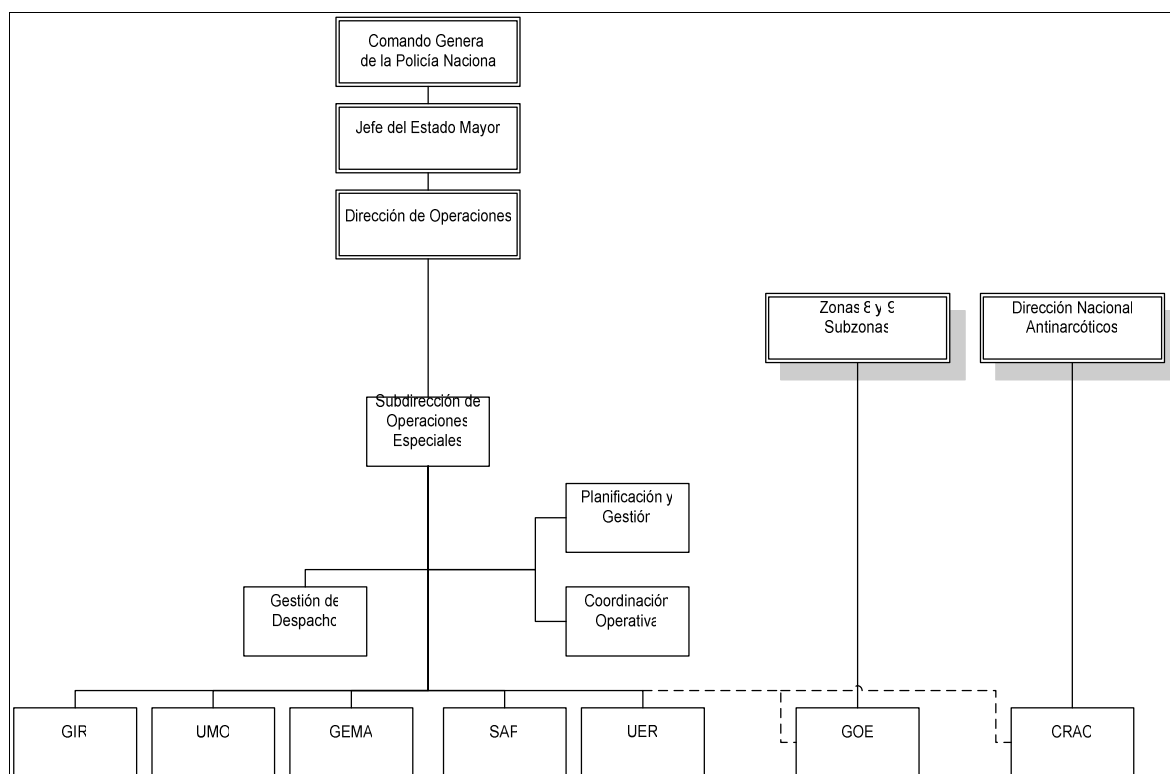 Comando Genera
de la Policía Naciona
Jefe del Estado Mayor
Dirección de Operaciones
Zonas 8 y 9
Subzonas
Dirección Nacional
Antinarcóticos
Subdirección de
Operaciones
Especiales
Planificación y
Gestión
Gestión de
Despacho
Coordinación
Operativa
GIR
UMO
GEMA
SAF
UER
GOE
CRAC